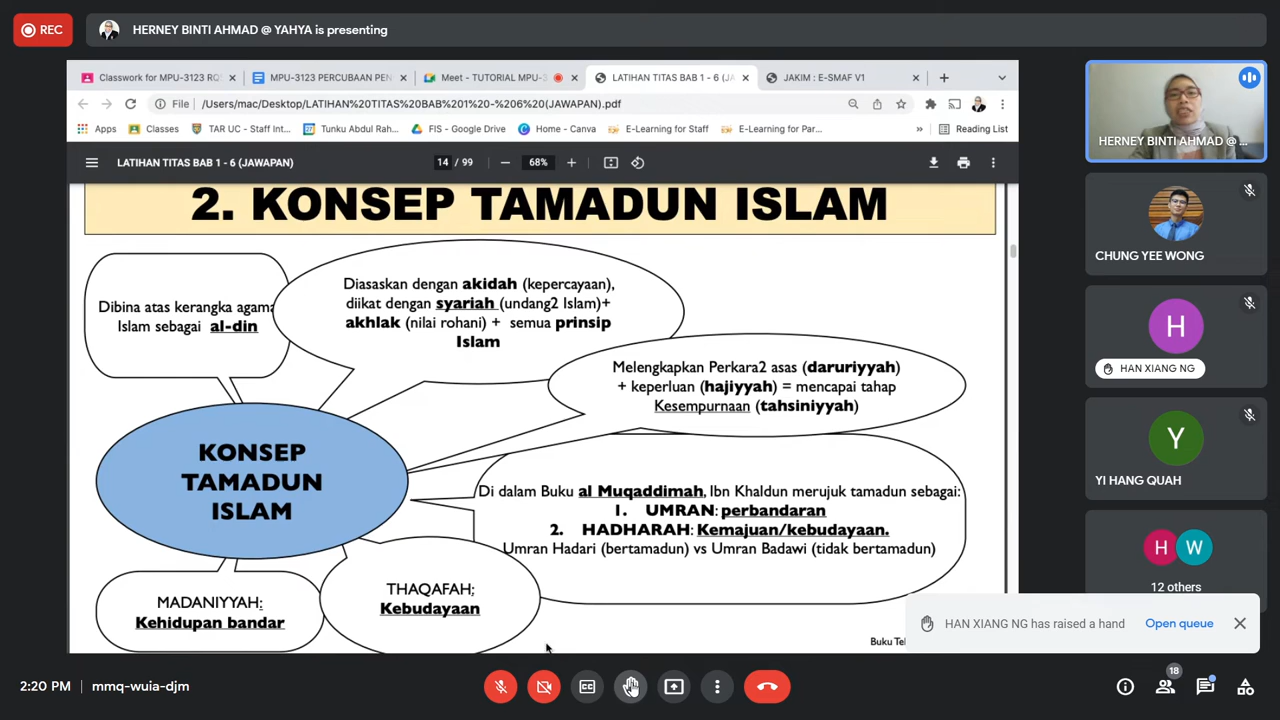 REC
HERNEY BINTI AHMAD @ YAHYA is presenting
Classwork for MPU-3123 RQS
MPU-3123 PERCUBAAN PEN
Meet - TUTORIAL MPU-3
LATIHAN TITAS BAB 1 - 6 (JA
JAKIM : E-SMAF V1
File
/Users/mac/Desktop/LATIHAN%20TITAS%20BAB%201%20-%206%20(JAWAPAN).pdf
Apps
Classes
TAR UC - Staff Int...
Tunku Abdul Rah...
FIS - Google Drive
Home - Canva
E-Learning for Staff
E-Learning for Par...
»
Reading List
LATIHAN TITAS BAB 1 - 6 (JAWAPAN)
14 / 99
68%
2. KONSEP TAMADUN ISLAM
Dibina atas kerangka agama
Islam sebagai al-din
Diasaskan dengan akidah (kepercayaan),
diikat dengan syariah (undang2 Islam)+
akhlak (nilai rohani) + semua prinsip
Islam
Melengkapkan Perkara2 asas (daruriyyah)
+ keperluan (hajiyyah) = mencapai tahap
Kesempurnaan (tahsiniyyah)
KONSEP
TAMADUN
ISLAM
Di dalam Buku al Muqaddimah, Ibn Khaldun merujuk tamadun sebagai:
1. UMRAN: perbandaran
2. HADHARAH: Kemajuan/kebudayaan.
Umran Hadari (bertamadun) vs Umran Badawi (tidak bertamadun)
THAQAFAH;
Kebudayaan
MADANIYYAH:
Kehidupan bandar
Buku Tel
HERNEY BINTI AHMAD @ ...
CHUNG YEE WONG
H
HAN XIANG NG
Y
YI HANG QUAH
H
W
12 others
HAN XIANG NG has raised a hand
Open queue
2:20 PM
mmq-wuia-djm
18